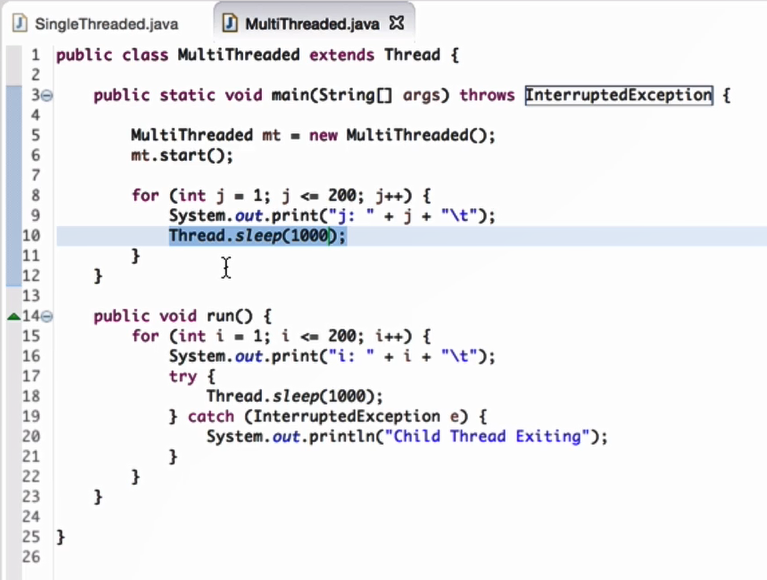 SingleThreaded.java MultiThreaded.java
1 public class MultiThreaded extends Thread {
2
3 public static void main(String[] args) throws InterruptedException {
4
5 MultiThreaded mt = new MultiThreaded();
6 mt.start();
7
8 for (int j = 1; j <= 200; j++) {
9 System.out.print("j: " + j + "\t");
10 Thread.sleep(1000);
11 }
12 }
13
14 public void run() {
15 for (int i = 1; i <= 200; i++) {
16 System.out.print("i: " + i + "\t");
17 try {
18 Thread.sleep(1000);
19 } catch (InterruptedException e) {
20 System.out.println("Child Thread Exiting");
21 }
22 }
23 }
24
25 }
26